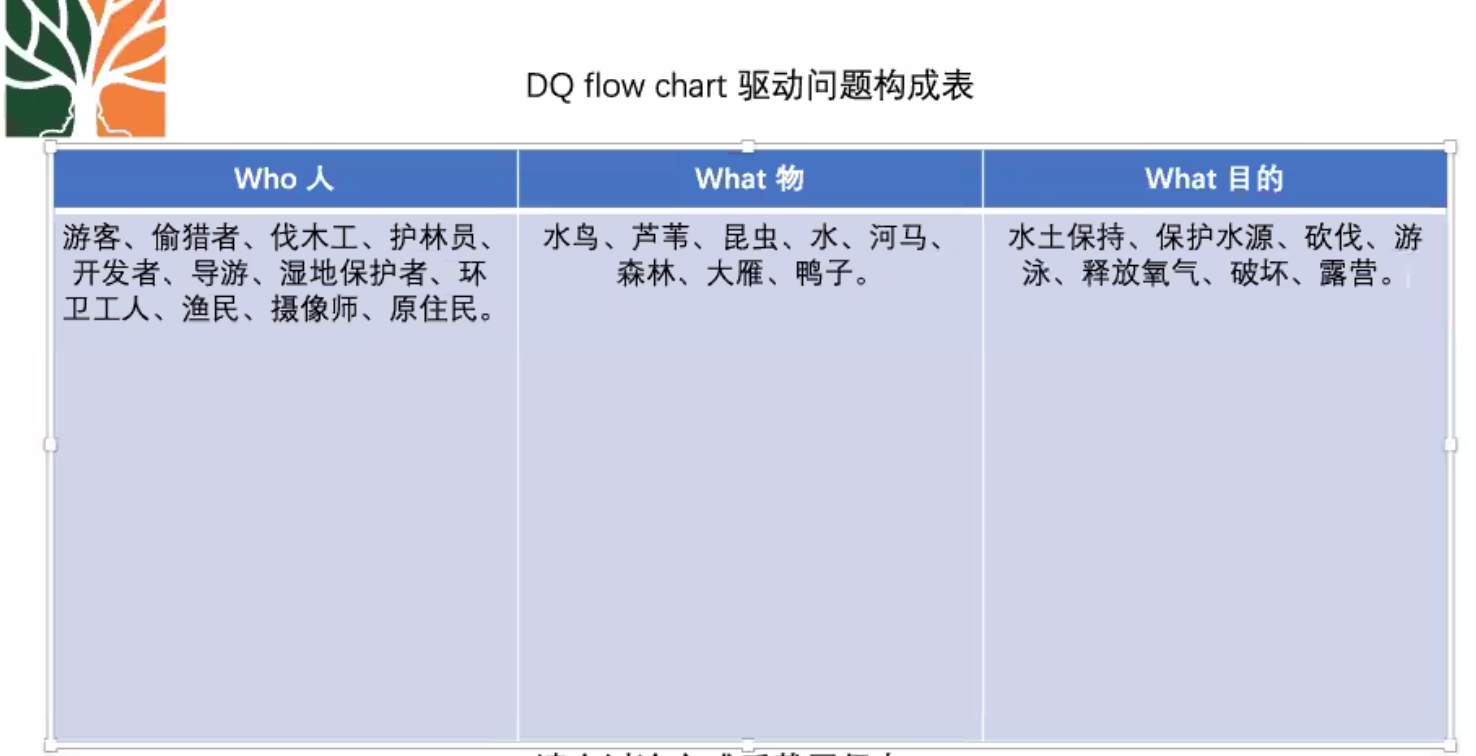 DQ flow chart 驱动问题构成表
Who 人
What 物
What 目的
游客、偷猎者、伐木工、护林员、
开发者、导游、湿地保护者、环
卫工人、渔民、摄像师、原住民。
水鸟、芦苇、昆虫、水、河马、
森林、大雁、鸭子。
水土保持、保护水源、砍伐、游
泳、释放氧气、破坏、露营。